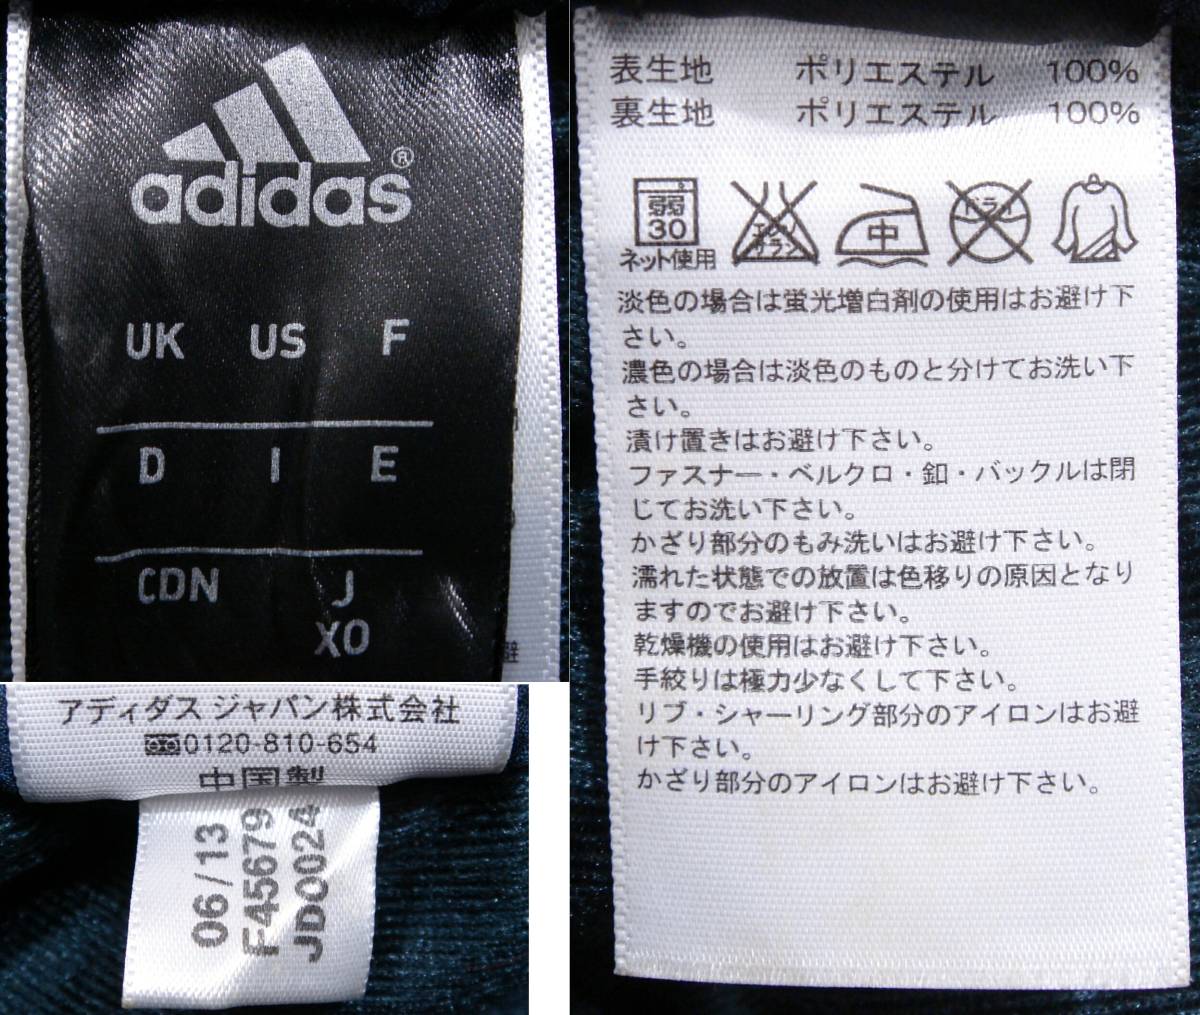 adidas®
UK US F
D I E
CDN J
XO
アディダス ジャパン株式会社
0120-810-654
中国製
06/13
F45679
JD0024
表生地 ポリエステル 100%
裏生地 ポリエステル 100%
弱
30
ネット使用
エンソ
サラシ
中
ドライ
淡色の場合は蛍光増白剤の使用はお避け下
さい。
濃色の場合は淡色のものと分けてお洗い下
さい。
漬け置きはお避け下さい。
ファスナー・ベルクロ・釦・バックルは閉
じてお洗い下さい。
かざり部分のもみ洗いはお避け下さい。
濡れた状態での放置は色移りの原因となり
ますのでお避け下さい。
乾燥機の使用はお避け下さい。
手絞りは極力少なくして下さい。
リブ・シャーリング部分のアイロンはお避
け下さい。
かざり部分のアイロンはお避け下さい。